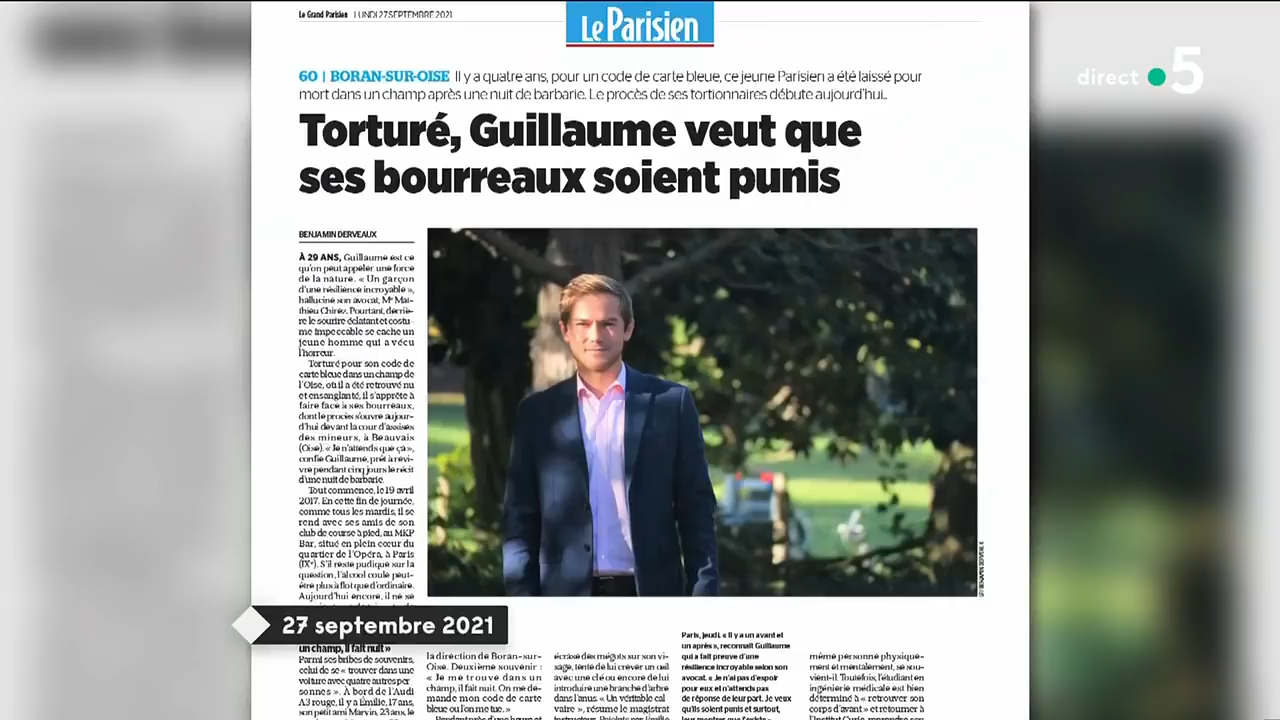 Le Grand Parisien | LUNDI 27 SEPTEMBRE 2021
Le Parisien
direct 5
60 | BORAN-SUR-OISE Il y a quatre ans, pour un code de carte bleue, ce jeune Parisien a été laissé pour
mort dans un champ après une nuit de barbarie. Le procès de ses tortionnaires débute aujourd'hui..
Torturé, Guillaume veut que
ses bourreaux soient punis
BENJAMIN DERVEAUX
À 29 ANS, Guillaume est ce
qu'on peut appeler une force
de la nature. « Un garçon
d'une résilience incroyable »,
hallucine son avocat, Me Mat-
thieu Chirez. Pourtant, derriè-
re le sourire éclatant et costu-
me impeccable se cache un
jeune homme qui a vécu
l'horreur.
Torturé pour son code de
carte bleue dans un champ de
l'Oise, où il a été retrouvé nu
et ensanglanté, il s'apprête à
faire face à ses bourreaux,
dont le procès s'ouvre aujour-
d'hui devant la cour d'assises
des mineurs, à Beauvais
(Oise). « Je n'attends que ça »,
confie Guillaume, prêt à revi-
vre pendant cinq jours le récit
d'une nuit de barbarie.
Tout commence, le 19 avril
2017. En cette fin de journée,
comme tous les mardis, il se
rend avec ses amis de son
club de course à pied, au MKP
Bar, situé en plein cœur du
quartier de l'Opéra, à Paris
(IXe). S'il reste pudique sur la
question, l'alcool coule peut-
être plus à flot que d'ordinaire.
Aujourd'hui encore, il ne se
27 septembre 2021
un champ, il fait nuit »
Parmi ses bribes de souvenirs,
celui de se « trouver dans une
voiture avec quatre autres per
sonnes ». À bord de l'Audi
A3 rouge, il y a Émilie, 17 ans,
son petit ami Marvin, 23 ans, le
la direction de Boran-sur-
Oise. Deuxième souvenir :
« Je me trouve dans un
champ, il fait nuit. On me de-
mande mon code de carte
bleue ou l'on me tue. »
Pendant près d'une heure et
écrase des mégots sur son vi-
sage, tente de lui crever un œil
avec une clé ou encore de lui
introduire une branche d'arbre
dans l'anus. « Un véritable cal
vaire », résume le magistrat
instructeur. Rejoints par Émilie
Paris, jeudi. « Il y a un avant et
un après », reconnaît Guillaume
qui a fait preuve d'une
résilience incroyable selon son
avocat. « Je n'ai pas d'espoir
pour eux et n'attends pas
de réponse de leur part. Je veux
qu'ils soient punis et surtout,
leur montrer que j'existe »
même personne physique-
ment et mentalement, se sou-
vient-il. Toutefois, l'étudiant en
ingénierie médicale est bien
déterminé à « retrouver son
corps d'avant » et retourner à
l'Institut Curie, reprendre son